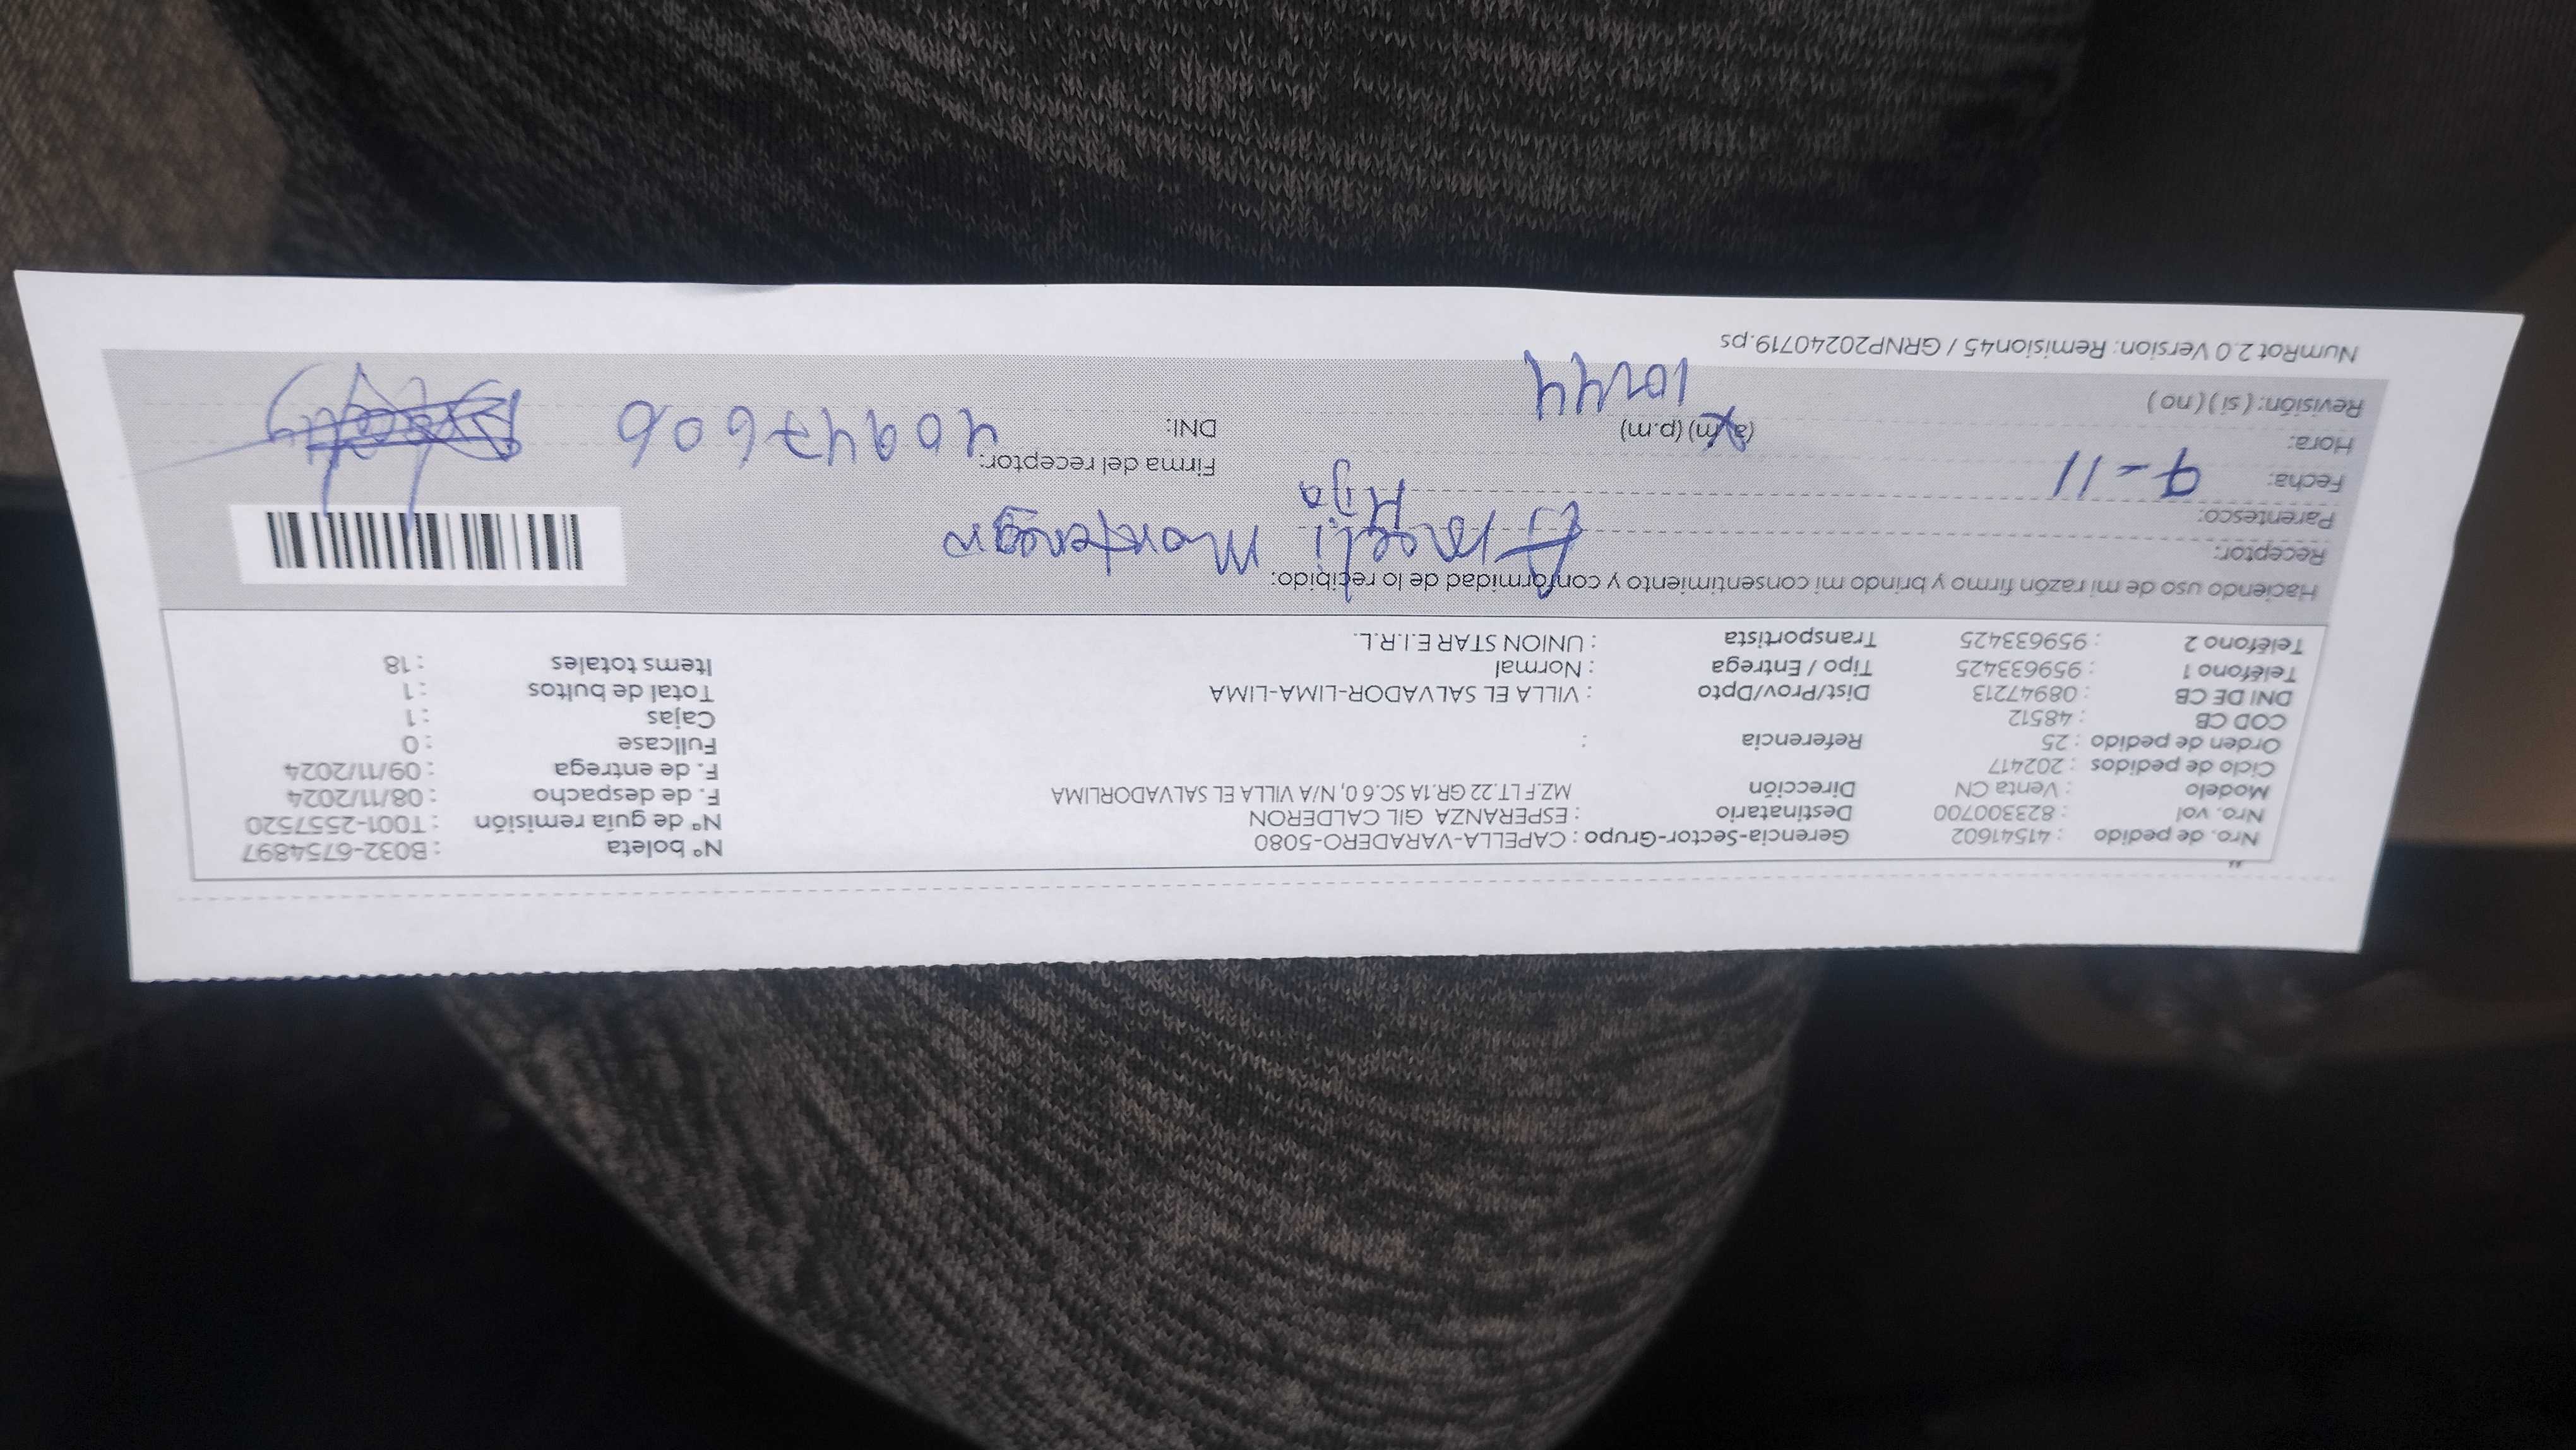 Nro. de pedido : 41541602 Gerencia-Sector-Grupo : CAPELLA-VARADERO-5080 N° boleta : B032-6754897
Nro. vol : 823300700 Destinatario : ESPERANZA GIL CALDERON N° de guía remisión : T001-2557520
Modelo : Venta CN Dirección MZ.F LT.22 GR.1A SC.6 0, N/A VILLA EL SALVADORLIMA F. de despacho : 08/11/2024
Ciclo de pedidos : 202417 F. de entrega : 09/11/2024
Orden de pedido : 25 Referencia : Fullcase : 0
COD CB : 48512 Cajas : 1
DNI DE CB : 08947213 Dist/Prov/Dpto : VILLA EL SALVADOR-LIMA-LIMA Total de bultos : 1
Teléfono 1 : 959633425 Tipo / Entrega : Normal Items totales : 18
Teléfono 2 : 959633425 Transportista : UNION STAR E.I.R.L.
Haciendo uso de mi razón firmo y brindo mi consentimiento y conformidad de lo recibido:
Receptor:
Parentesco: Hija
Fecha: 9-11 Firma del receptor:
Hora: (a.m) (p.m) 10:44 DNI: 40947606
Revisión: ( si ) ( no )
NumRot 2.0 Version: Remision45 / GRNP20240719.ps